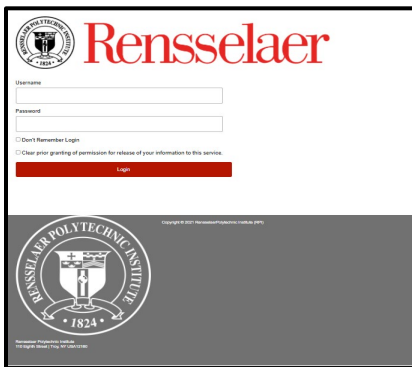 RENSSELAER POLYTECHNIC INSTITUTE
1824
Rensselaer
Username
Password
Don't Remember Login
Clear prior granting of permission for release of your information to this service.
Login
Copyright © 2021 Rensselaer Polytechnic Institute (RPI)
RENSSELAER POLYTECHNIC INSTITUTE
• 1824 •
Rensselaer Polytechnic Institute
110 Eighth Street | Troy, NY USA 12180